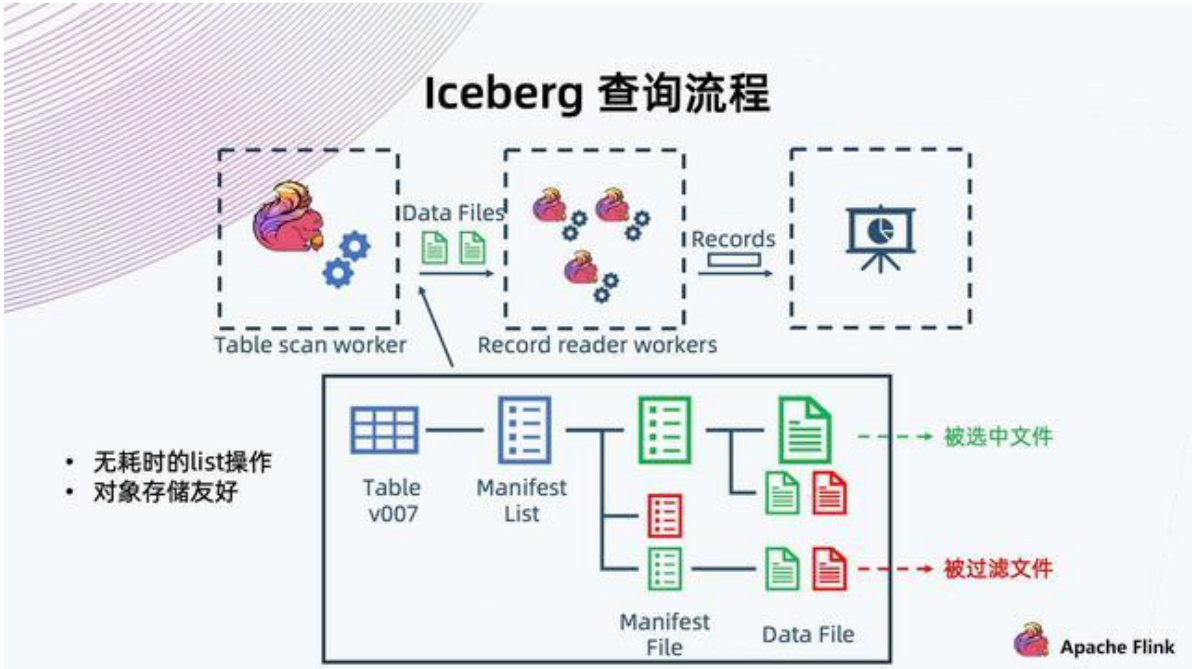 Iceberg 查询流程
Data Files
Records
Table scan worker
Record reader workers
• 无耗时的list操作
• 对象存储友好
Table
v007
Manifest
List
被选中文件
被过滤文件
Manifest
File
Data File
Apache Flink